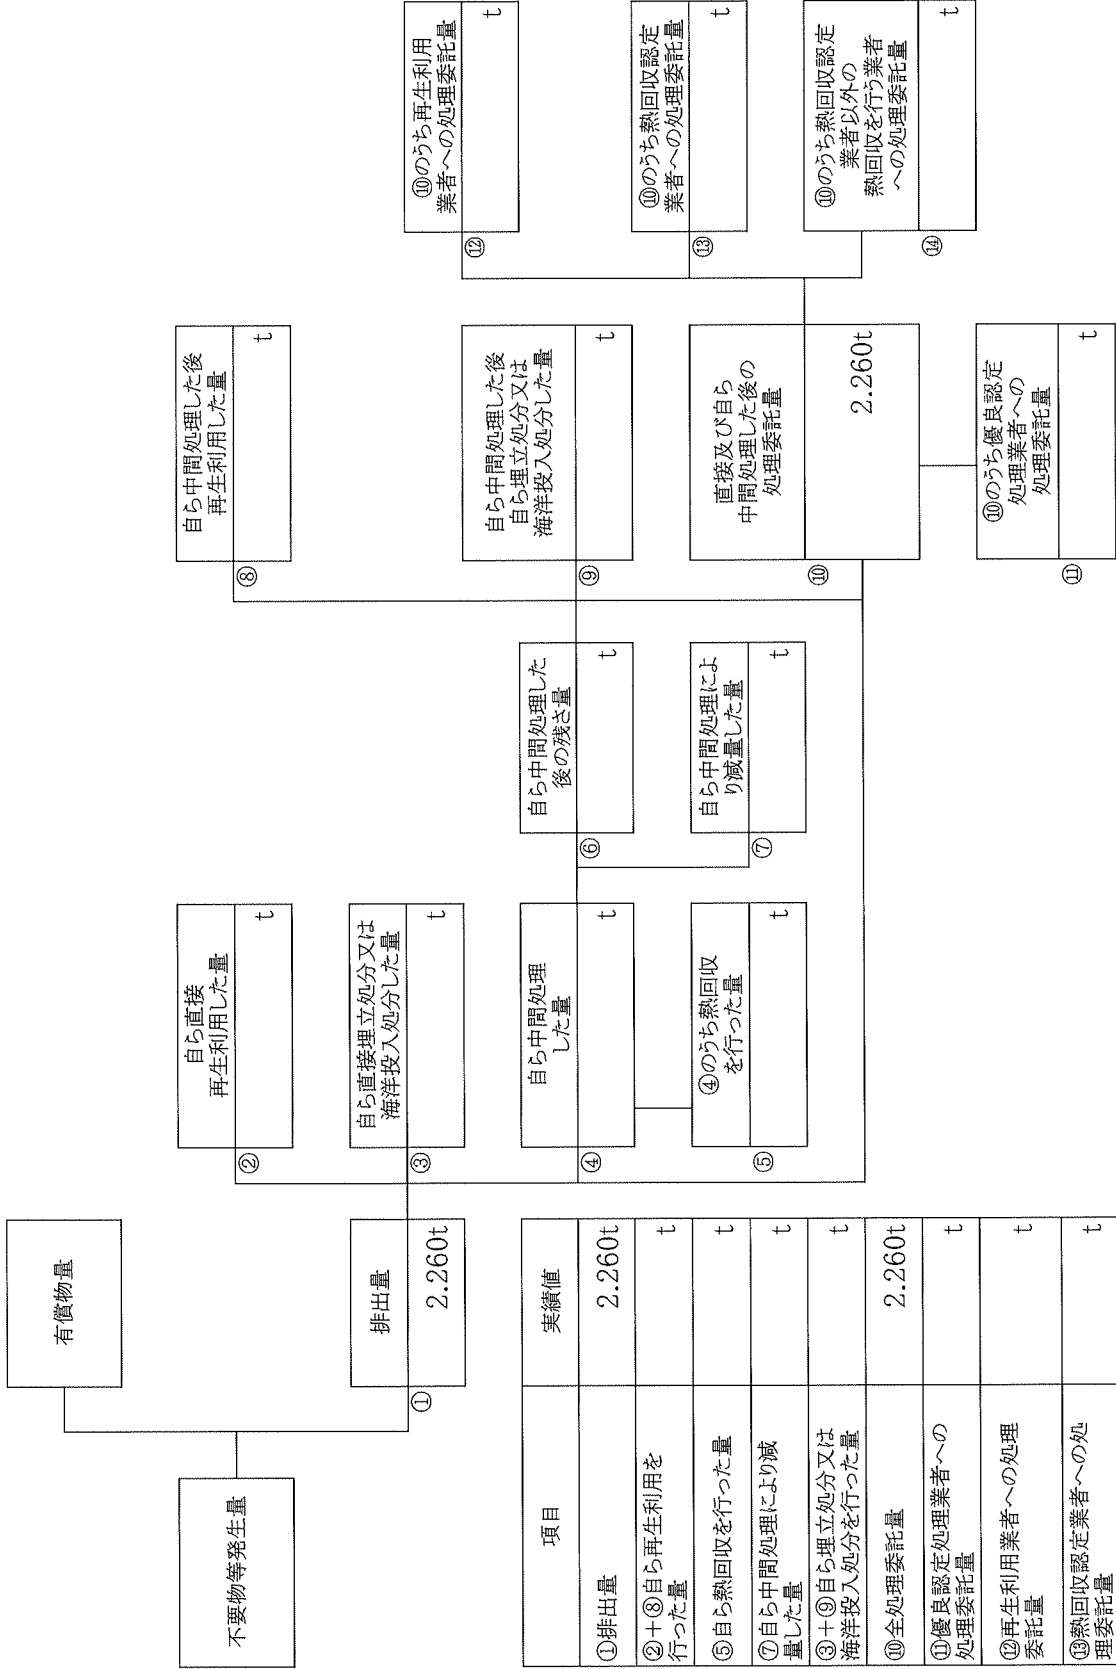 不要物等発生量
有償物量
排出量
①
2.260t
自ら直接
再生利用した量
②
t
自ら直接埋立処分又は
海洋投入処分した量
③
t
自ら中間処理
した量
④
t
④のうち熱回収
を行った量
⑤
t
自ら中間処理した
後の残さ量
⑥
t
自ら中間処理によ
り減量した量
⑦
t
自ら中間処理した後
再生利用した量
⑧
t
自ら中間処理した後
自ら埋立処分又は
海洋投入処分した量
⑨
t
直接及び自ら
中間処理した後の
処理委託量
⑩
2.260t
⑩のうち優良認定
処理業者への
処理委託量
⑪
t
⑩のうち再生利用
業者への処理委託量
⑫
t
⑩のうち熱回収認定
業者への処理委託量
⑬
t
⑩のうち熱回収認定
業者以外の
熱回収を行う業者
への処理委託量
⑭
t
項目 実績値
①排出量 2.260t
②+⑧自ら再生利用を
行った量 t
⑤自ら熱回収を行った量 t
⑦自ら中間処理により減
量した量 t
③+⑨自ら埋立処分又は
海洋投入処分を行った量 t
⑩全処理委託量 2.260t
⑪優良認定処理業者への
処理委託量 t
⑫再生利用業者への処理
委託量 t
⑬熱回収認定業者への処
理委託量 t